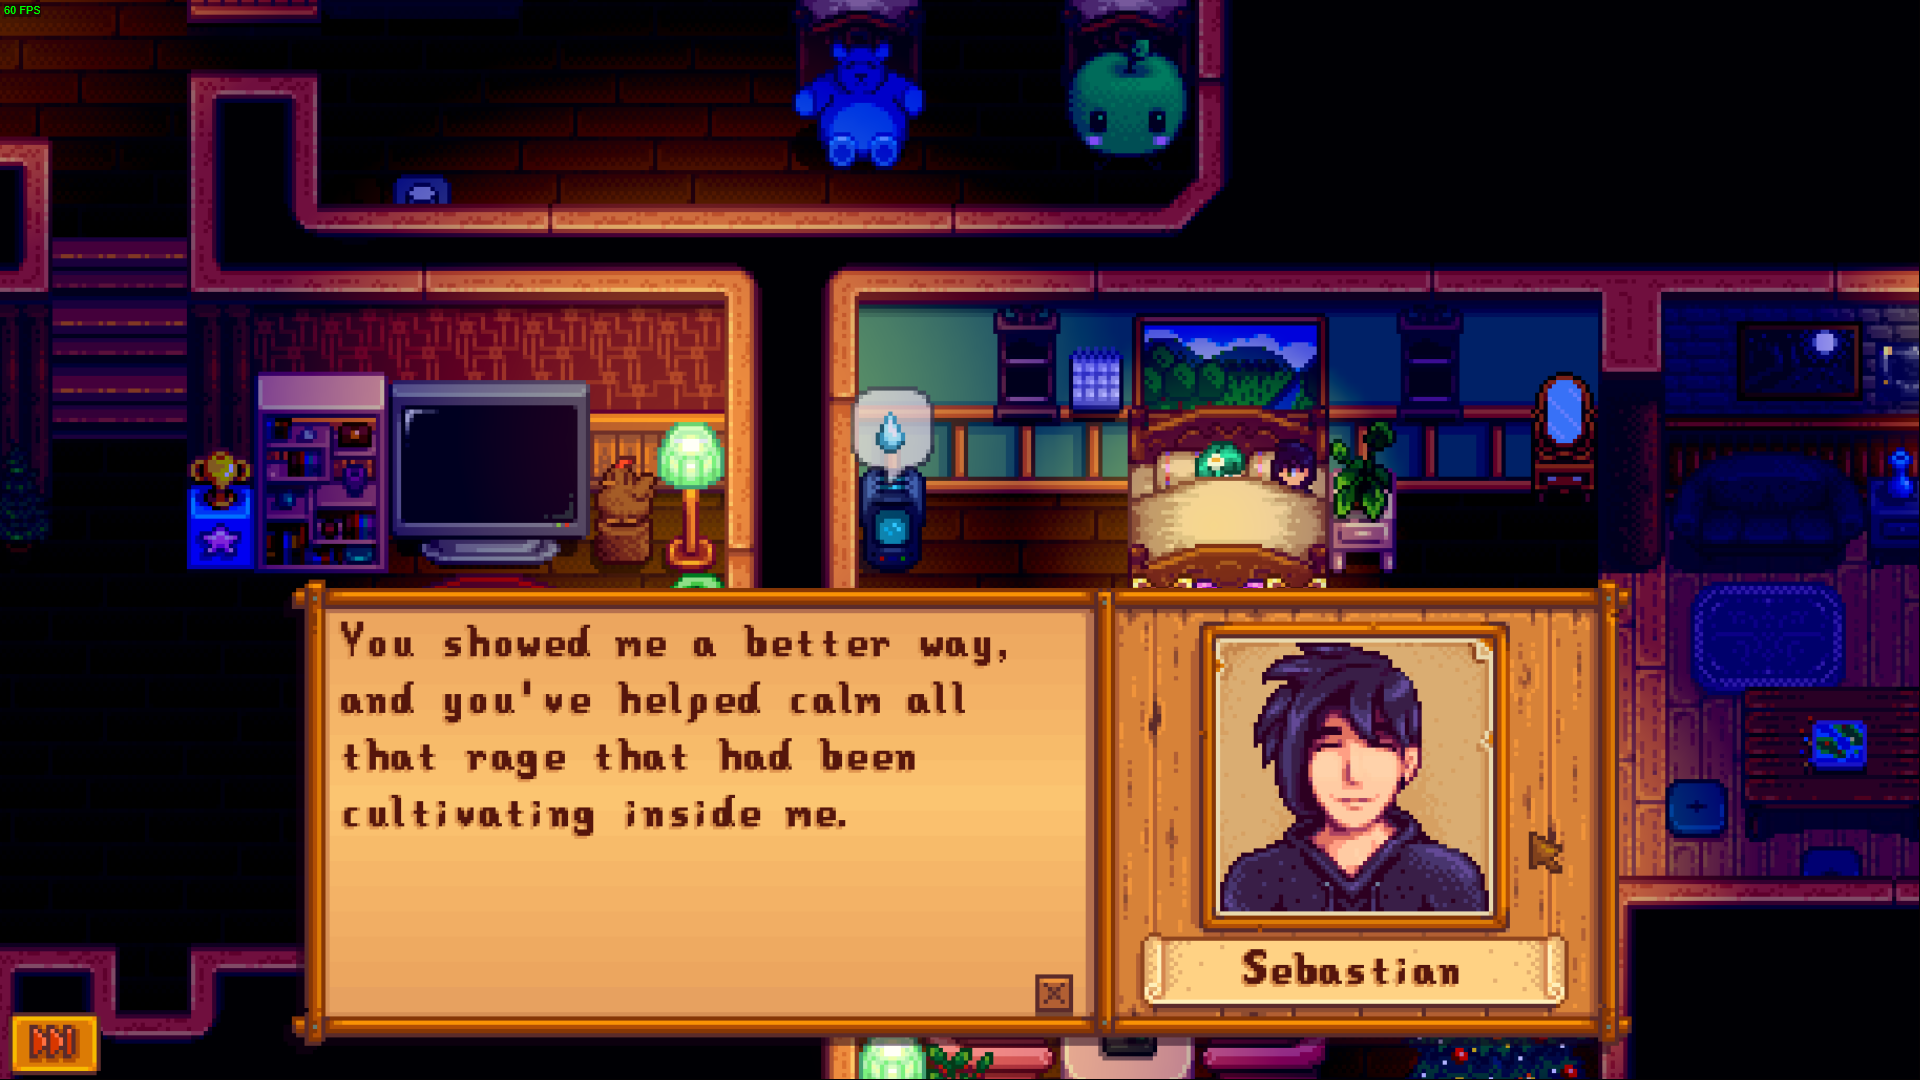 60 FPS
You showed me a better way,
and you've helped calm all
that rage that had been
cultivating inside me.
Sebastian